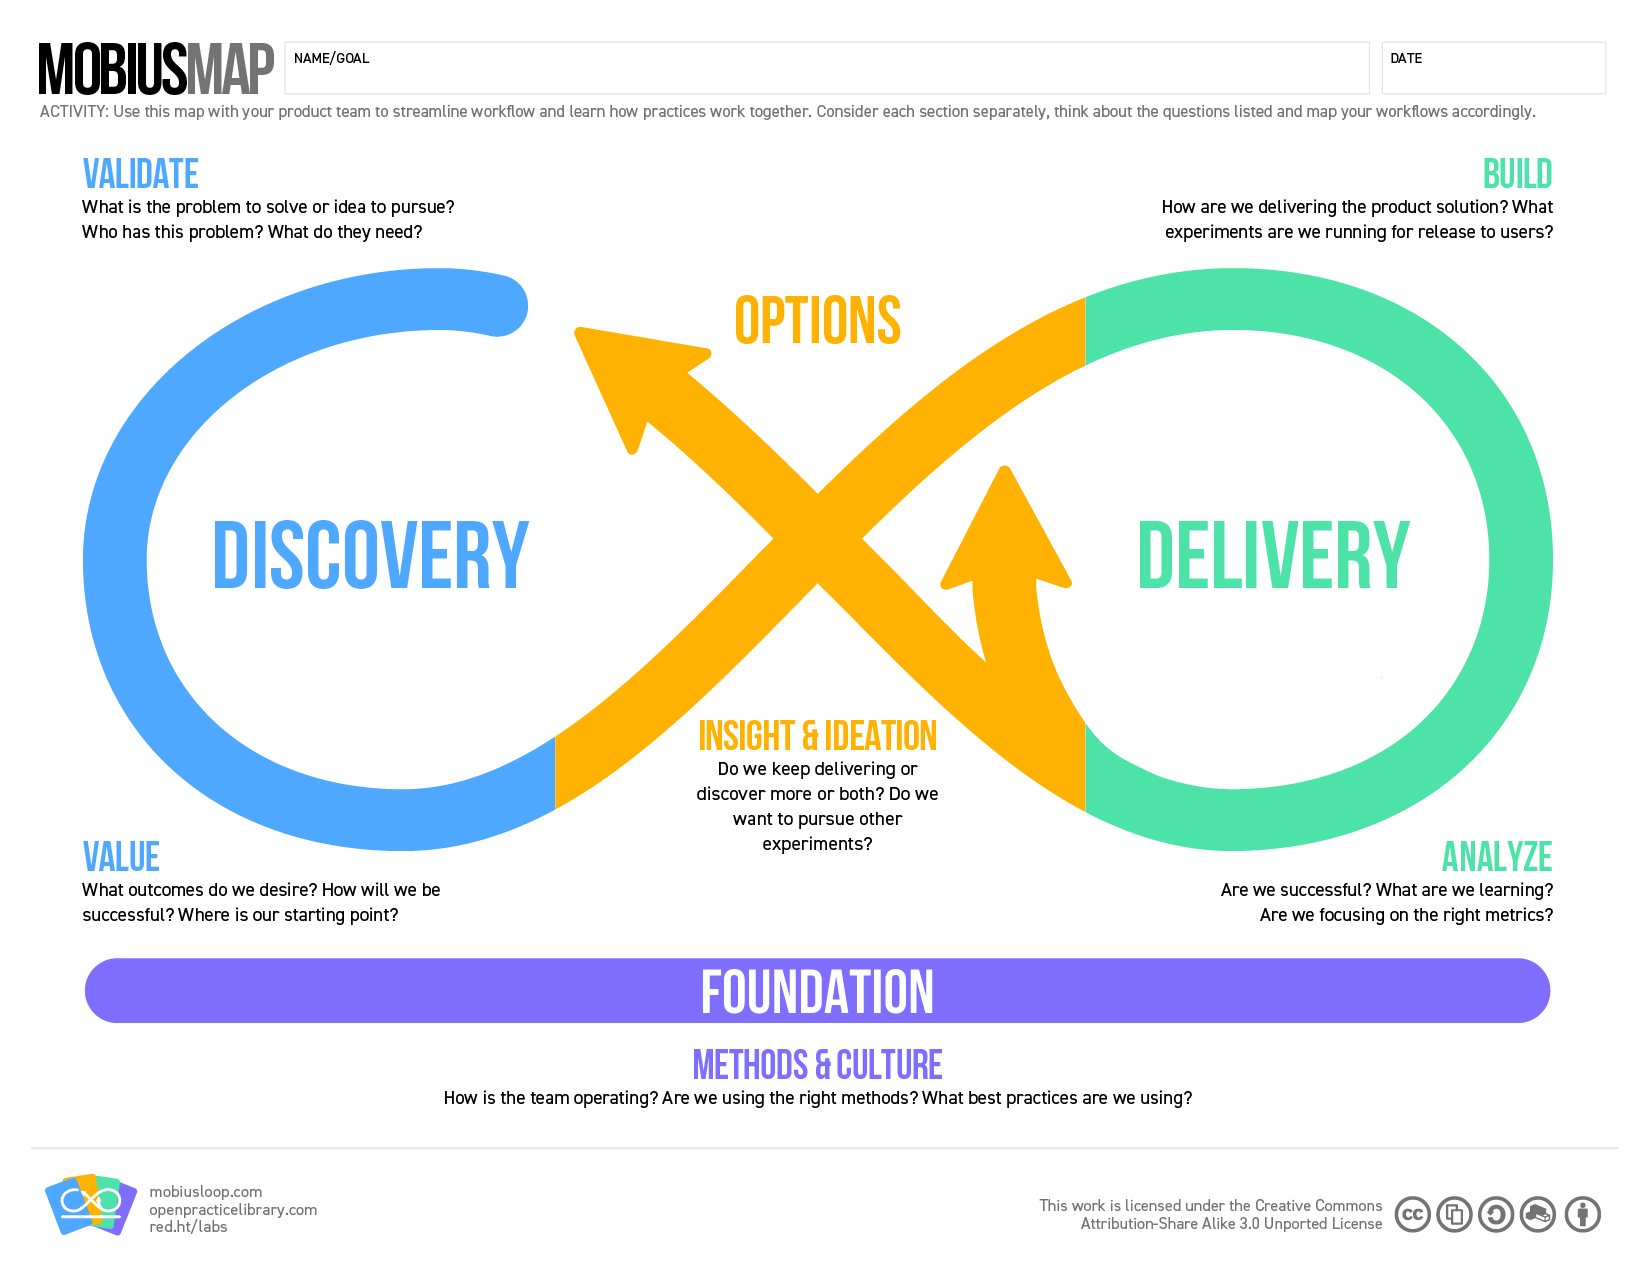 MOBIUSMAP
NAME/GOAL
DATE
ACTIVITY: Use this map with your product team to streamline workflow and learn how practices work together. Consider each section separately, think about the questions listed and map your workflows accordingly.
VALIDATE
What is the problem to solve or idea to pursue?
Who has this problem? What do they need?
BUILD
How are we delivering the product solution? What
experiments are we running for release to users?
OPTIONS
DISCOVERY
DELIVERY
INSIGHT & IDEATION
Do we keep delivering or
discover more or both? Do we
want to pursue other
experiments?
VALUE
What outcomes do we desire? How will we be
successful? Where is our starting point?
ANALYZE
Are we successful? What are we learning?
Are we focusing on the right metrics?
FOUNDATION
METHODS & CULTURE
How is the team operating? Are we using the right methods? What best practices are we using?
mobiusloop.com
openpracticelibrary.com
red.ht/labs
This work is licensed under the Creative Commons
Attribution-Share Alike 3.0 Unported License
cc